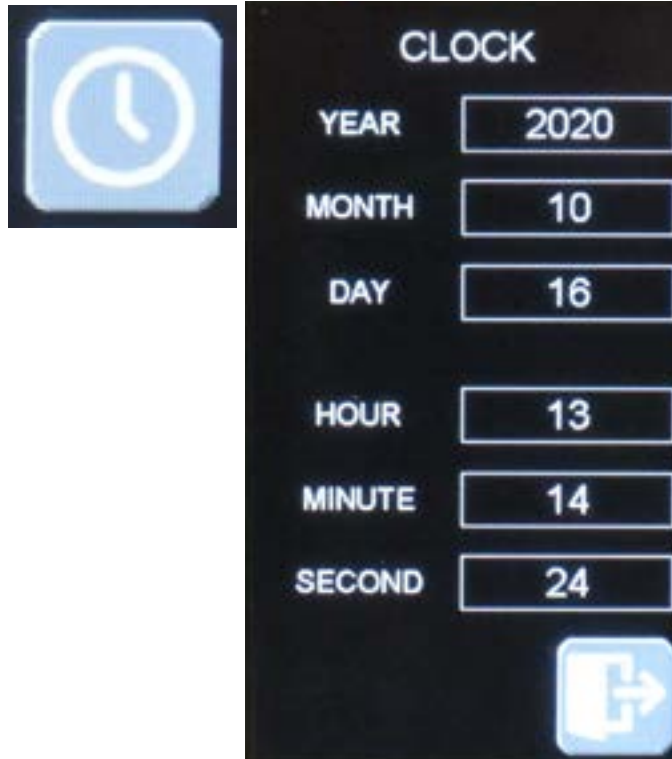 CLOCK
YEAR 2020
MONTH 10
DAY 16
HOUR 13
MINUTE 14
SECOND 24